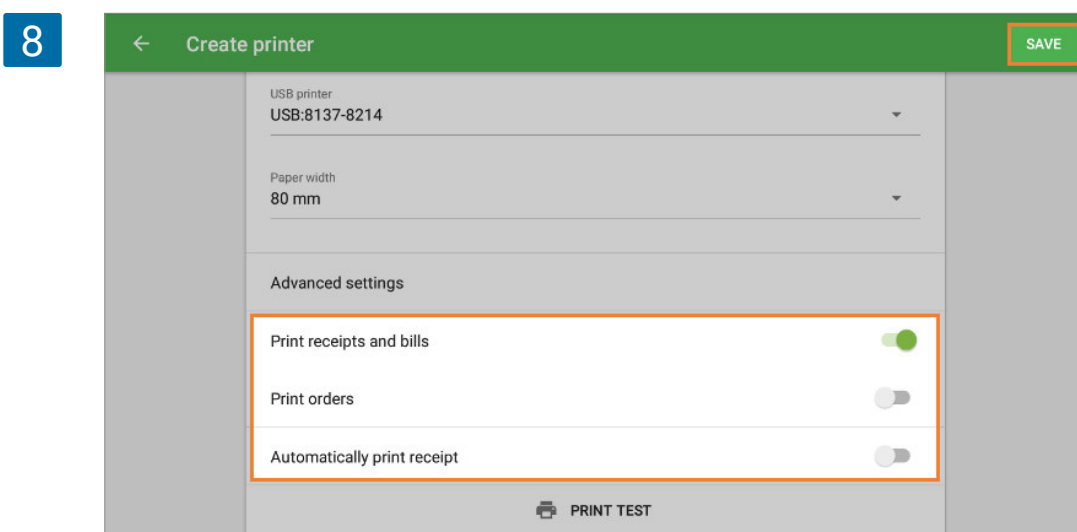 8
Create printer
SAVE
USB printer
USB:8137-8214
Paper width
80 mm
Advanced settings
Print receipts and bills
Print orders
Automatically print receipt
PRINT TEST